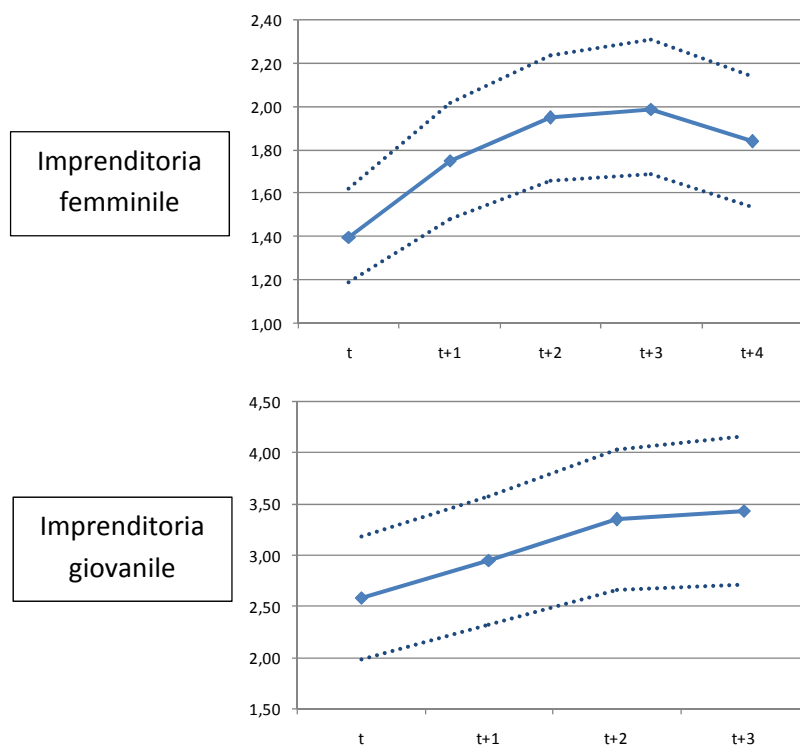 2,40
2,20
2,00
1,80
1,60
1,40
1,20
1,00
Imprenditoria
femminile
t t+1 t+2 t+3 t+4
4,50
4,00
3,50
3,00
2,50
2,00
1,50
Imprenditoria
giovanile
t t+1 t+2 t+3